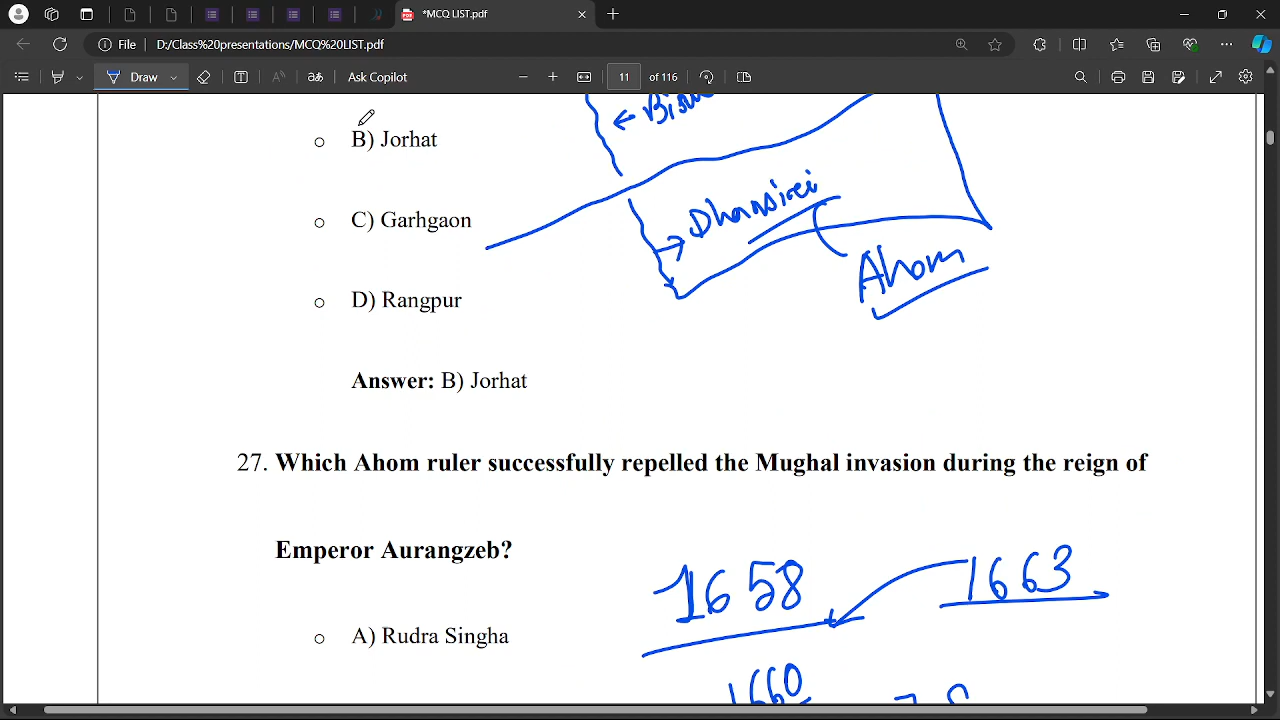 *MCQ LIST.pdf
File D:/Class%20presentations/MCQ%20LIST.pdf
Draw Ask Copilot 11 of 116
B) Jorhat
C) Garhgaon
Dhansirei
Ahom
D) Rangpur
Answer: B) Jorhat
27. Which Ahom ruler successfully repelled the Mughal invasion during the reign of
Emperor Aurangzeb?
1658 1663
A) Rudra Singha
1660